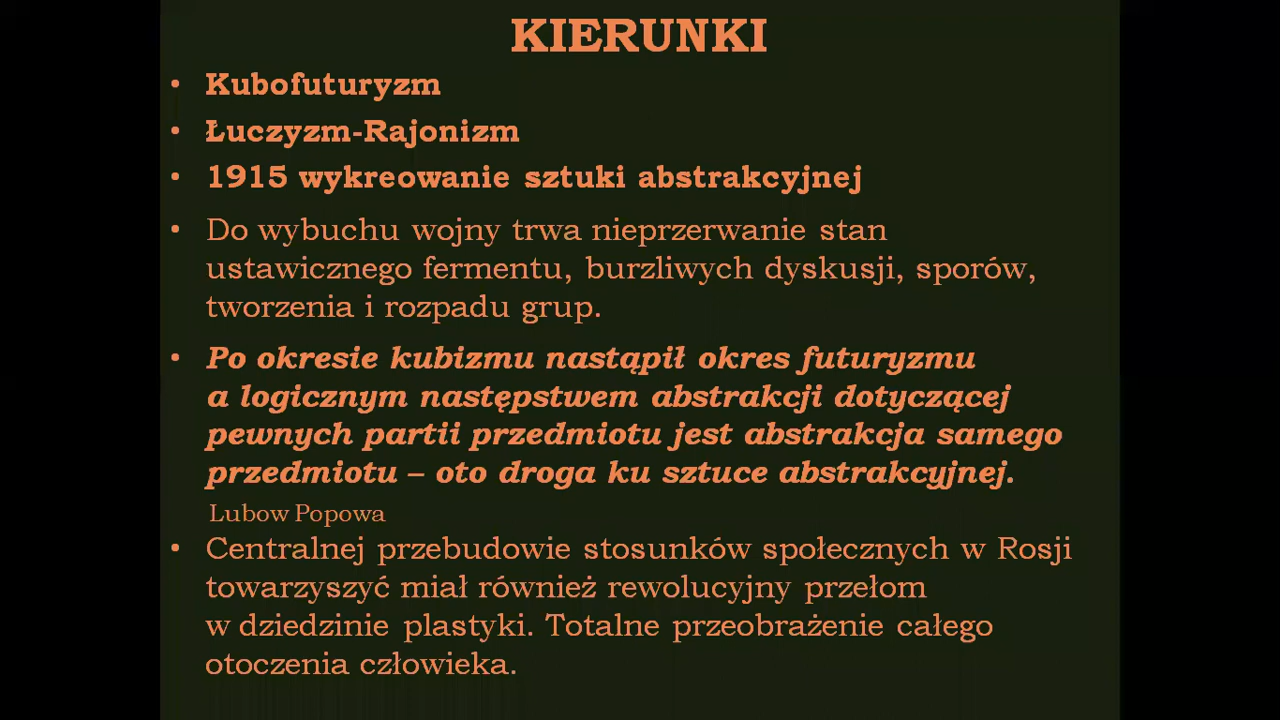 KIERUNKI
• Kubofuturyzm
• Łuczyzm-Rajonizm
• 1915 wykreowanie sztuki abstrakcyjnej
• Do wybuchu wojny trwa nieprzerwanie stan
ustawicznego fermentu, burzliwych dyskusji, sporów,
tworzenia i rozpadu grup.
• Po okresie kubizmu nastąpił okres futuryzmu
a logicznym następstwem abstrakcji dotyczącej
pewnych partii przedmiotu jest abstrakcja samego
przedmiotu – oto droga ku sztuce abstrakcyjnej.
Lubow Popowa
• Centralnej przebudowie stosunków społecznych w Rosji
towarzyszyć miał również rewolucyjny przełom
w dziedzinie plastyki. Totalne przeobrażenie całego
otoczenia człowieka.